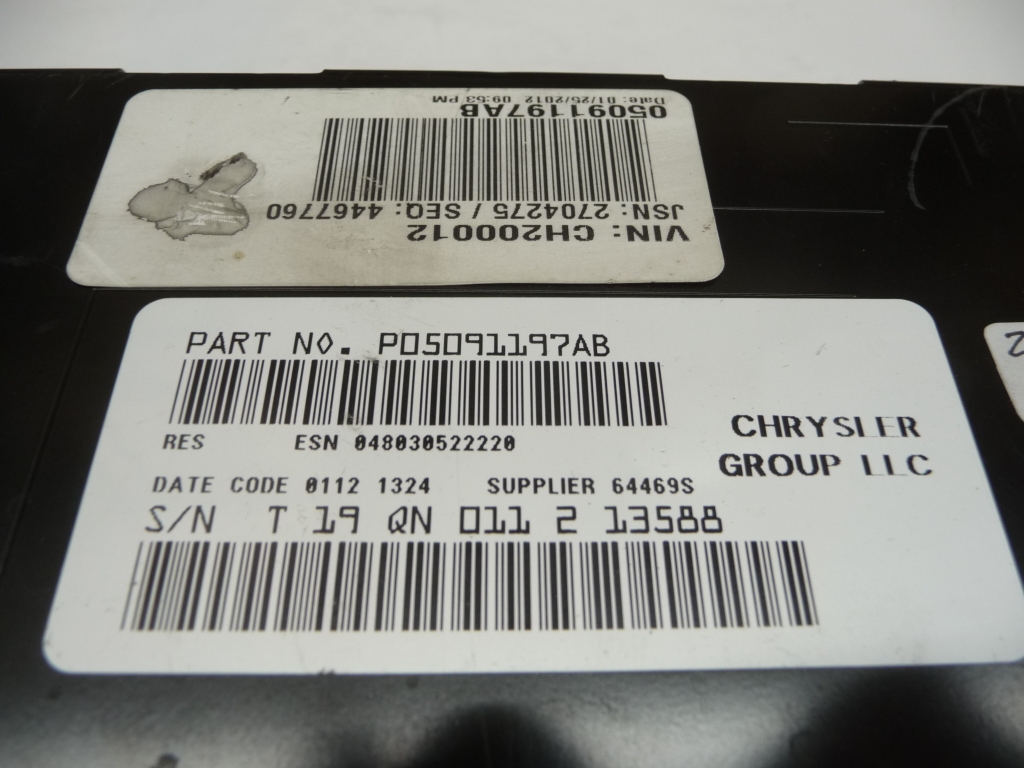 VIN: CH200012
JSN: 2704275 / SEQ: 4467760
05091197AB
Date: 01/25/2012 09:53 PM
PART NO. P05091197AB
RES ESN 048030522220
CHRYSLER
GROUP LLC
DATE CODE 0112 1324 SUPPLIER 64469S
S/N T 19 QN 011 2 13588
2